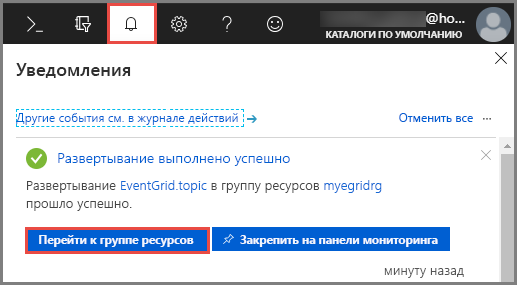 @ho...
КАТАЛОГИ ПО УМОЛЧАНИЮ
Уведомления
Другие события см. в журнале действий
Отменить все ...
Развертывание выполнено успешно
Развертывание EventGrid.topic в группу ресурсов myegridrg
прошло успешно.
Перейти к группе ресурсов
Закрепить на панели мониторинга
минуту назад